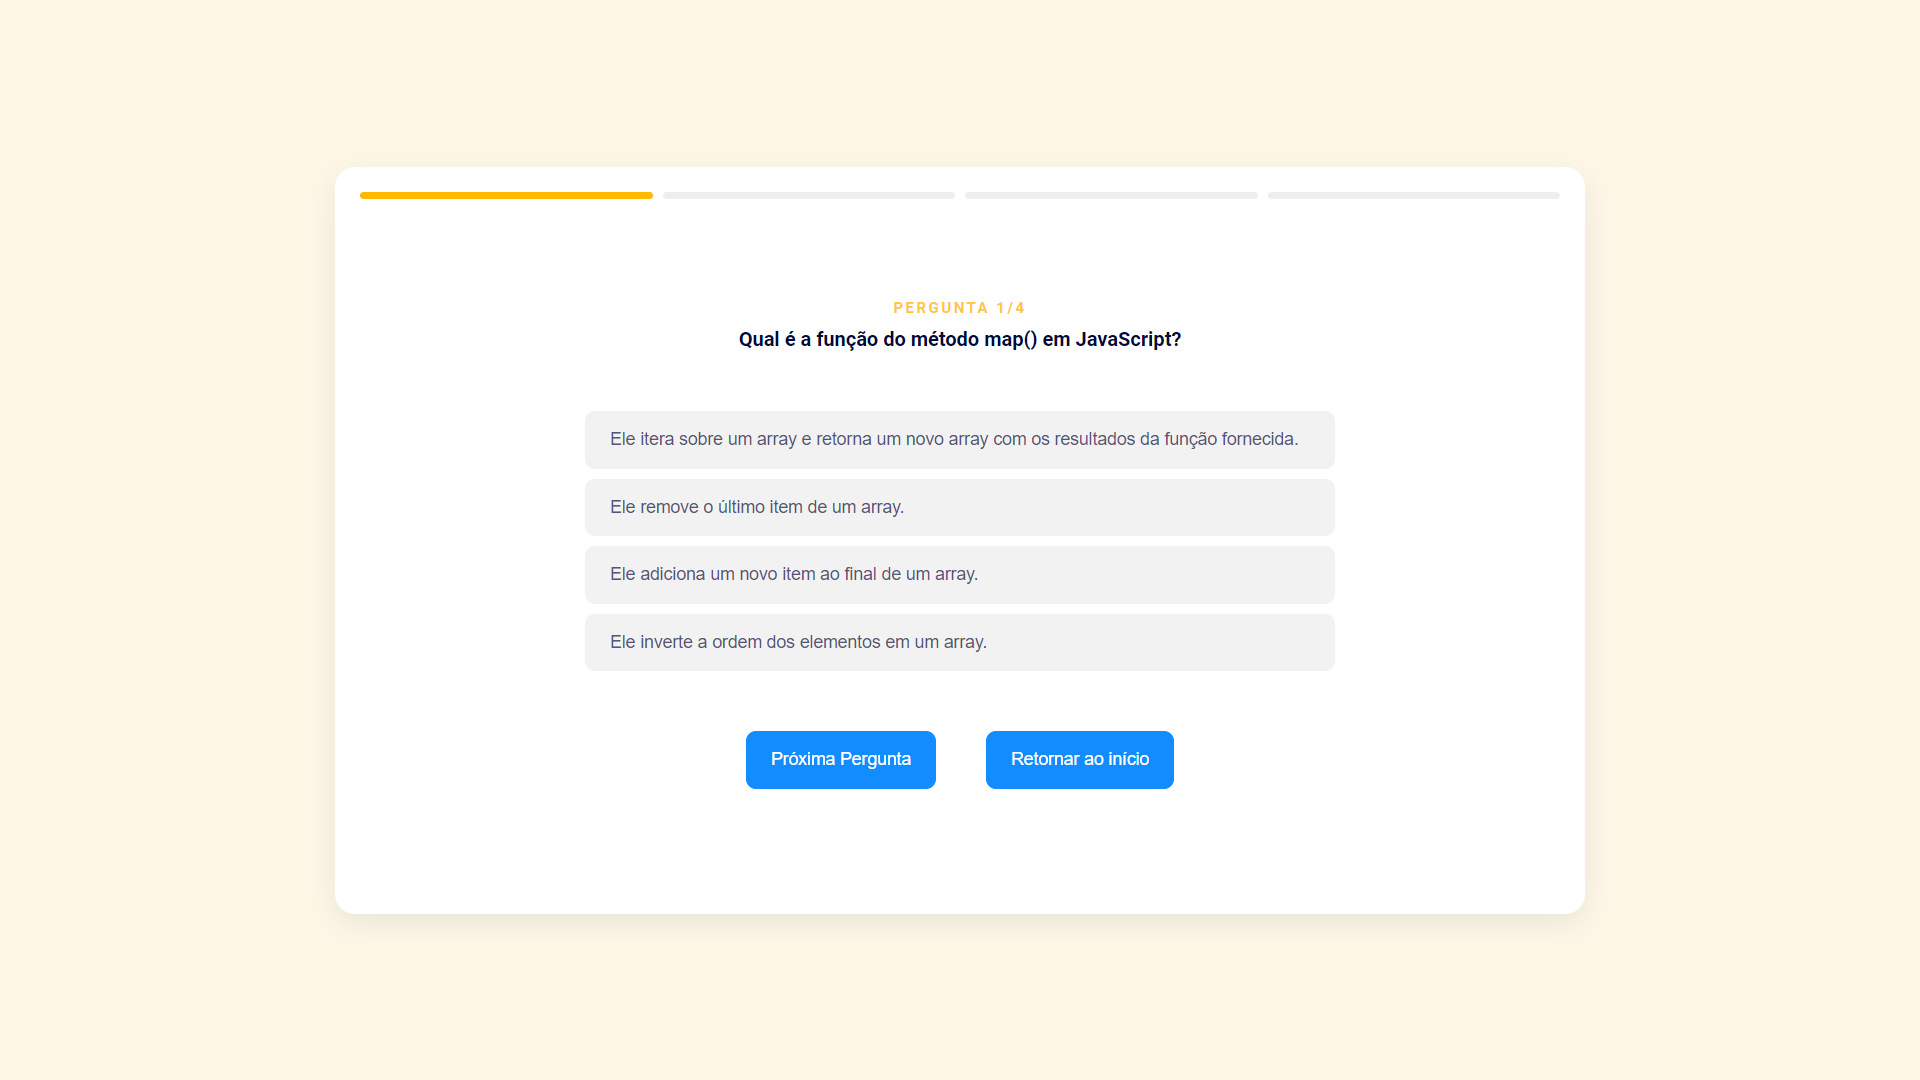 PERGUNTA 1/4
Qual é a função do método map() em JavaScript?
Ele itera sobre um array e retorna um novo array com os resultados da função fornecida.
Ele remove o último item de um array.
Ele adiciona um novo item ao final de um array.
Ele inverte a ordem dos elementos em um array.
Próxima Pergunta
Retornar ao início